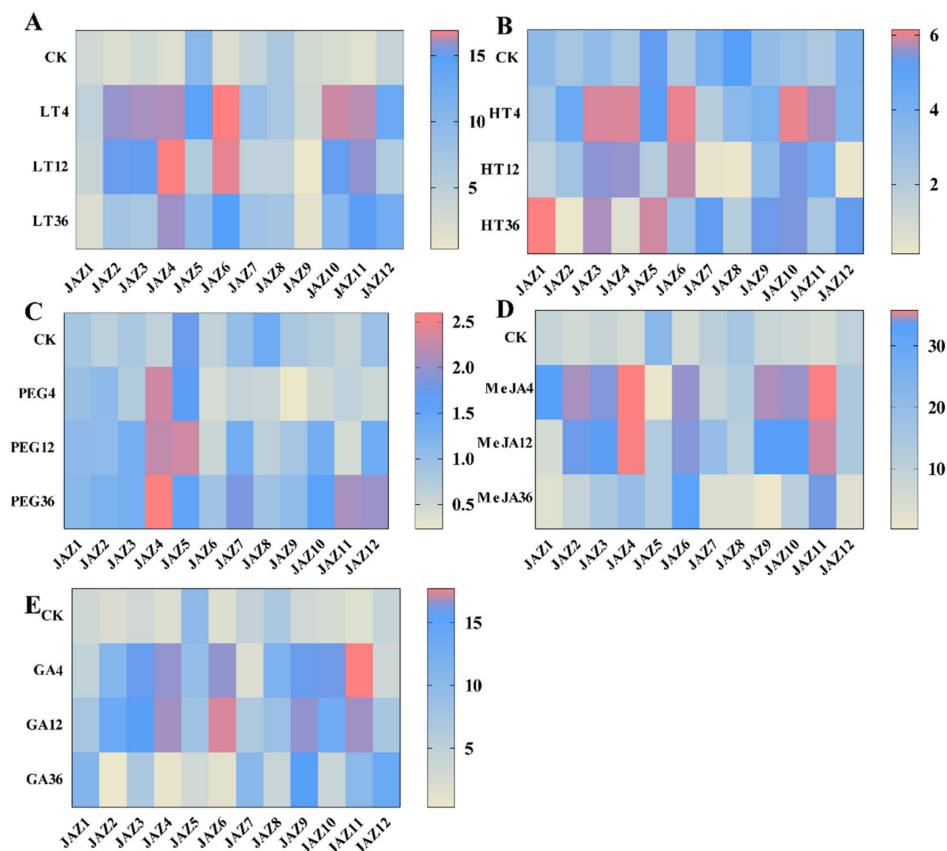 A
CK
LT4
LT12
LT36
15
10
5
JAZ1 JAZ2 JAZ3 JAZ4 JAZ5 JAZ6 JAZ7 JAZ8 JAZ9 JAZ10 JAZ11 JAZ12
B
CK
HT4
HT12
HT36
6
4
2
JAZ1 JAZ2 JAZ3 JAZ4 JAZ5 JAZ6 JAZ7 JAZ8 JAZ9 JAZ10 JAZ11 JAZ12
C
CK
PEG4
PEG12
PEG36
2.5
2.0
1.5
1.0
0.5
JAZ1 JAZ2 JAZ3 JAZ4 JAZ5 JAZ6 JAZ7 JAZ8 JAZ9 JAZ10 JAZ11 JAZ12
D
CK
MeJA4
MeJA12
MeJA36
30
20
10
JAZ1 JAZ2 JAZ3 JAZ4 JAZ5 JAZ6 JAZ7 JAZ8 JAZ9 JAZ10 JAZ11 JAZ12
E
CK
GA4
GA12
GA36
15
10
5
JAZ1 JAZ2 JAZ3 JAZ4 JAZ5 JAZ6 JAZ7 JAZ8 JAZ9 JAZ10 JAZ11 JAZ12